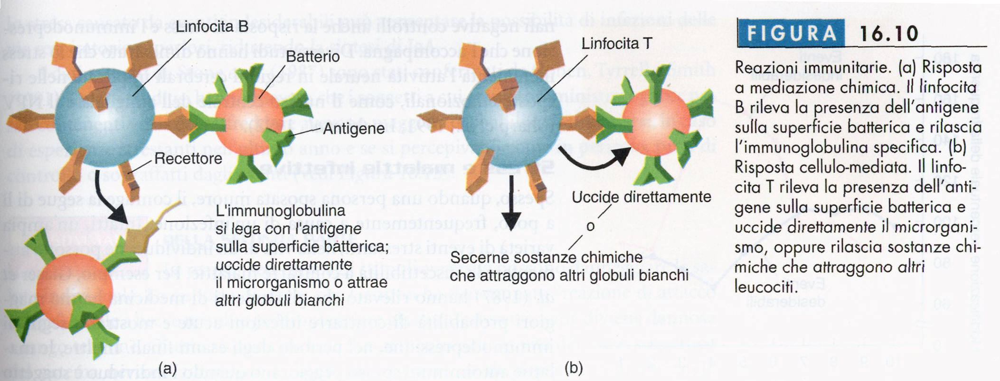 Linfocita B
Batterio
Antigene
Recettore
L'immunoglobulina
si lega con l'antigene
sulla superficie batterica;
uccide direttamente
il microrganismo o attrae
altri globuli bianchi
(a)
Linfocita T
Uccide direttamente
o
Secerne sostanze chimiche
che attraggono altri globuli bianchi
(b)
FIGURA 16.10
Reazioni immunitarie. (a) Risposta
a mediazione chimica. Il linfocita
B rileva la presenza dell'antigene
sulla superficie batterica e rilascia
l'immunoglobulina specifica. (b)
Risposta cellulo-mediata. Il linfo-
cita T rileva la presenza dell'anti-
gene sulla superficie batterica e
uccide direttamente il microrgani-
smo, oppure rilascia sostanze chi-
miche che attraggono altri
leucociti.